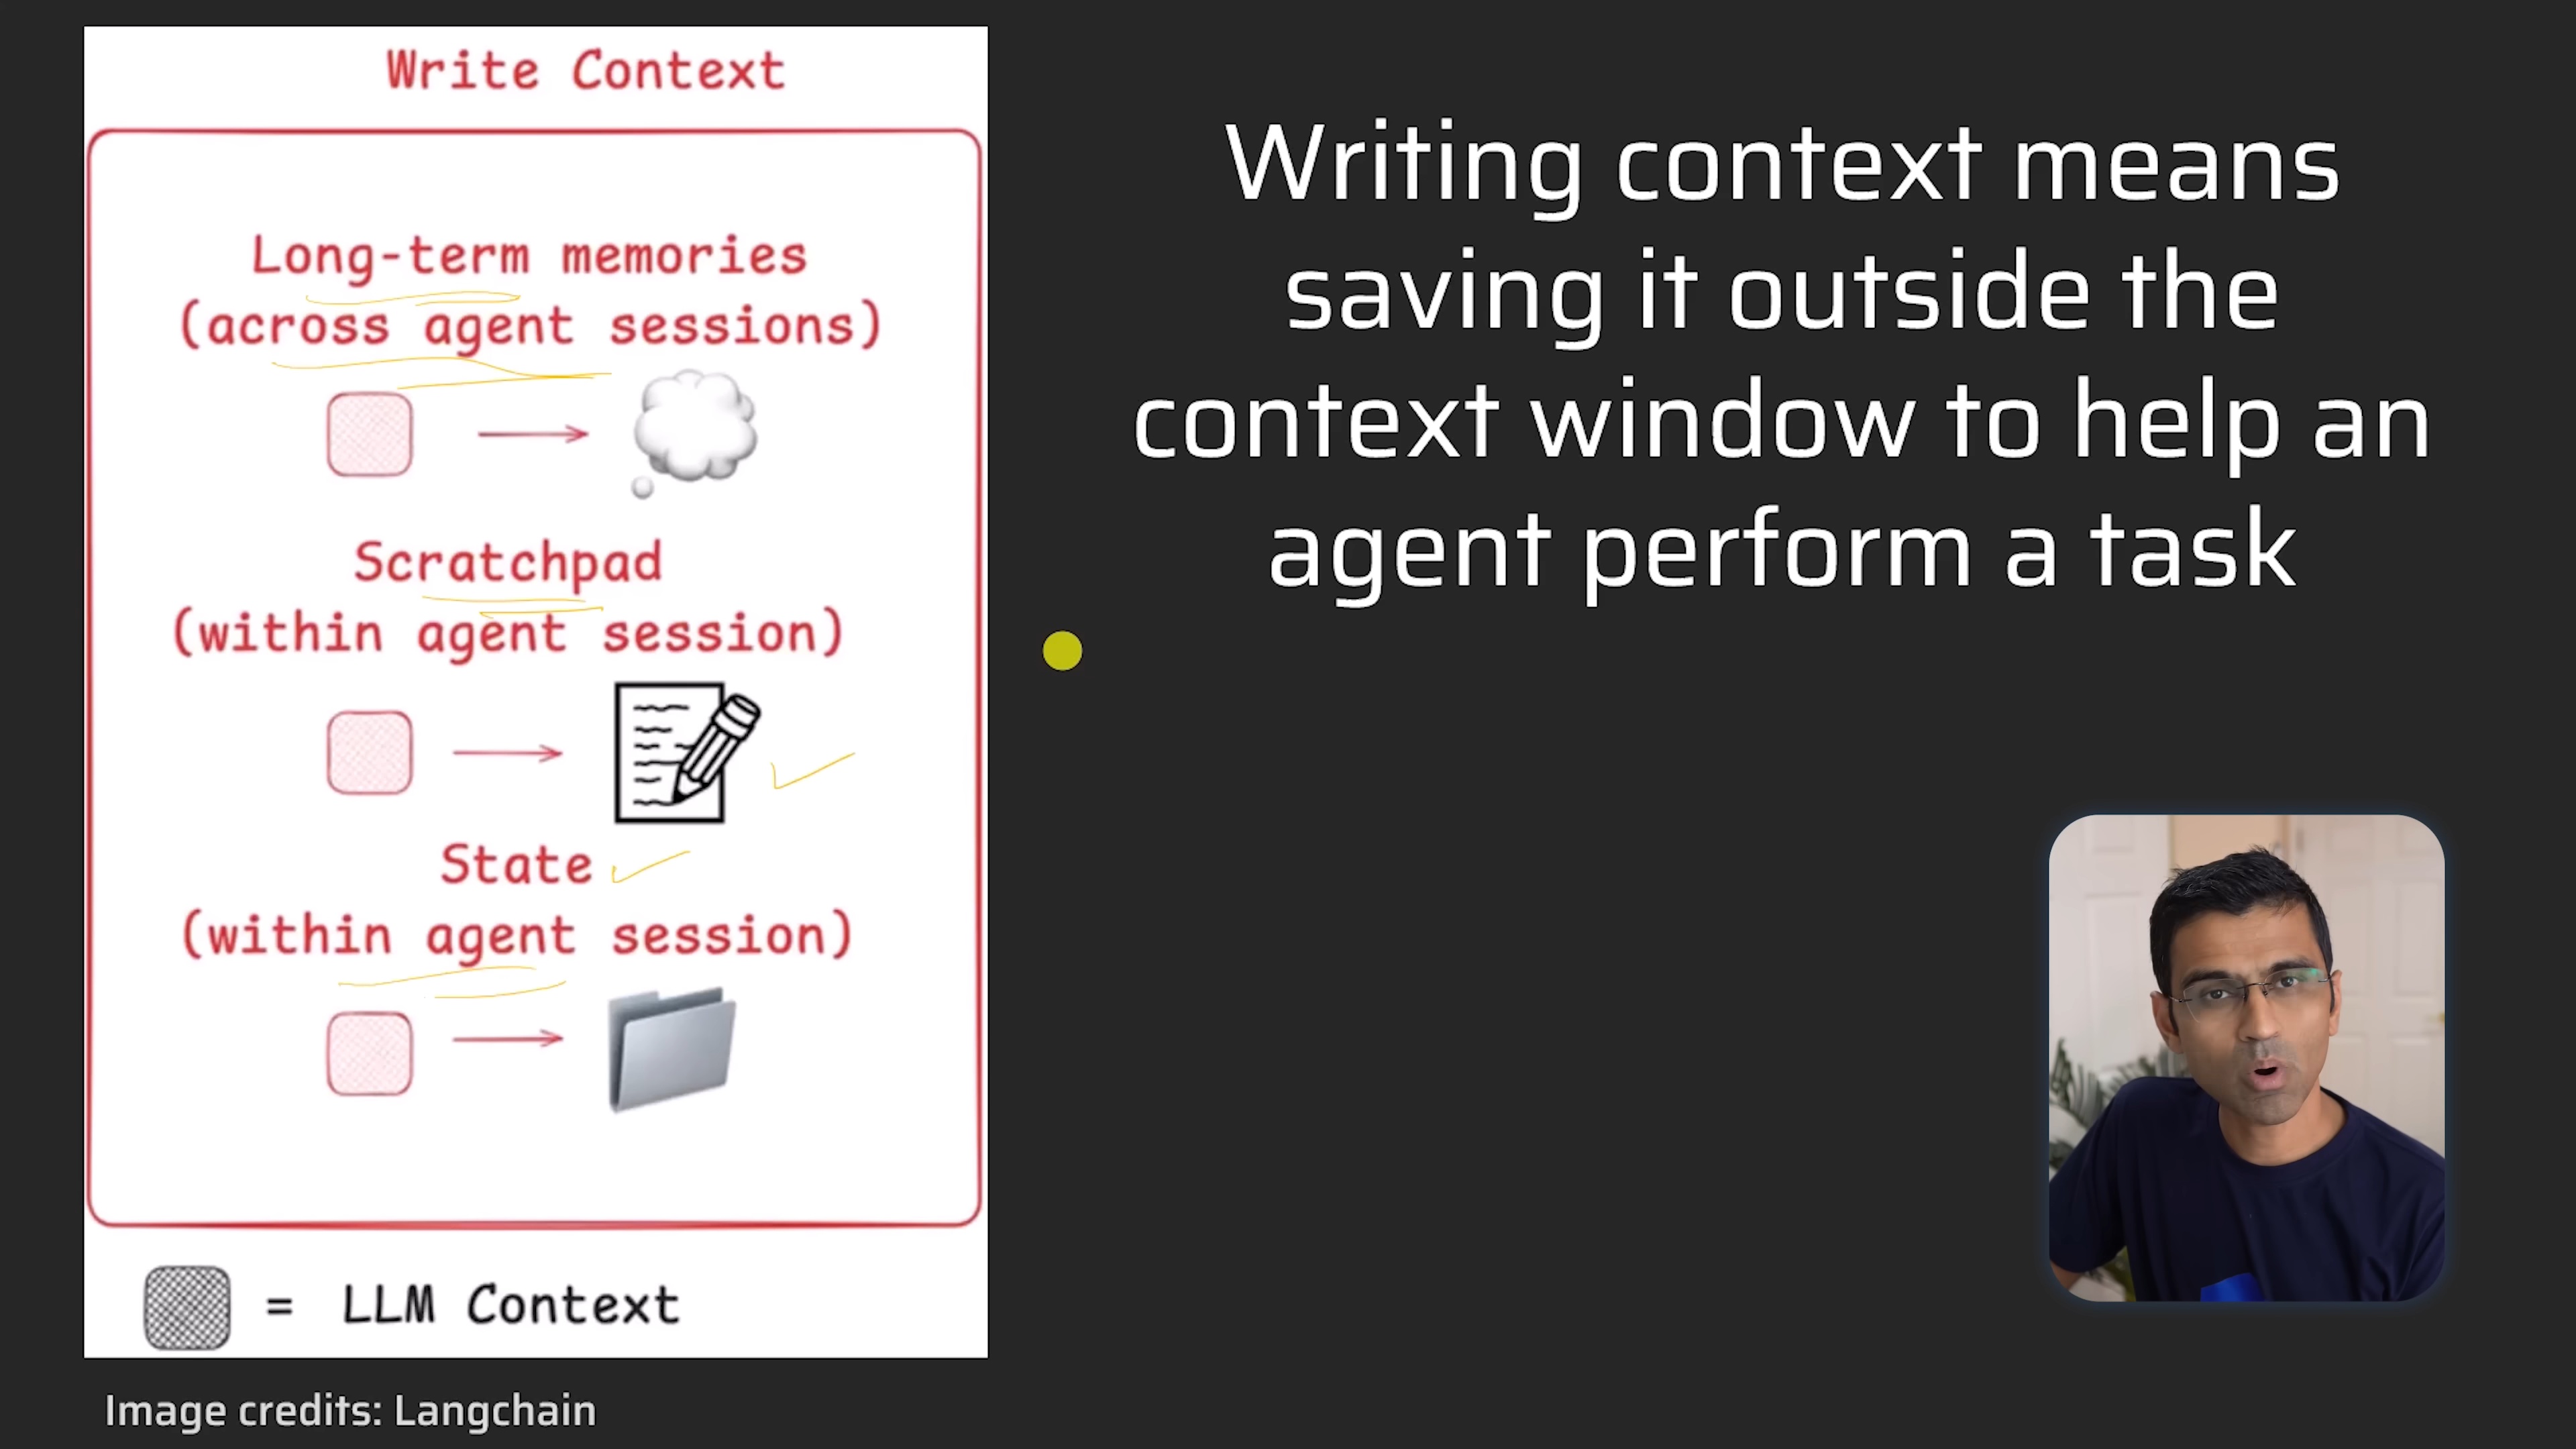 Write Context
Long-term memories
(across agent sessions)
Scratchpad
(within agent session)
State
(within agent session)
= LLM Context
Image credits: Langchain
Writing context means
saving it outside the
context window to help an
agent perform a task